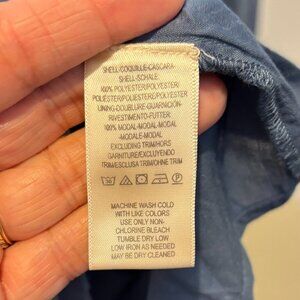 SHELL-COQUILLE-CASCARA
SHELL-SCHALE
100% POLYESTER/POLYESTER/
POLIESTER/POLIESTER/POLYESTER
LINING-DOUBLURE-GUARNICIÓN-
RIVESTIMENTO-FUTTER
100% MODAL-MODAL-MODAL
-MODALE-MODAL
EXCLUDING TRIM/HORS
GARNITURE/EXCLUYENDO
TRIM/ESCLUSA TRIM/OHNE TRIM
MACHINE WASH COLD
WITH LIKE COLORS
USE ONLY NON-
CHLORINE BLEACH
TUMBLE DRY LOW
LOW IRON AS NEEDED
MAY BE DRY CLEANED